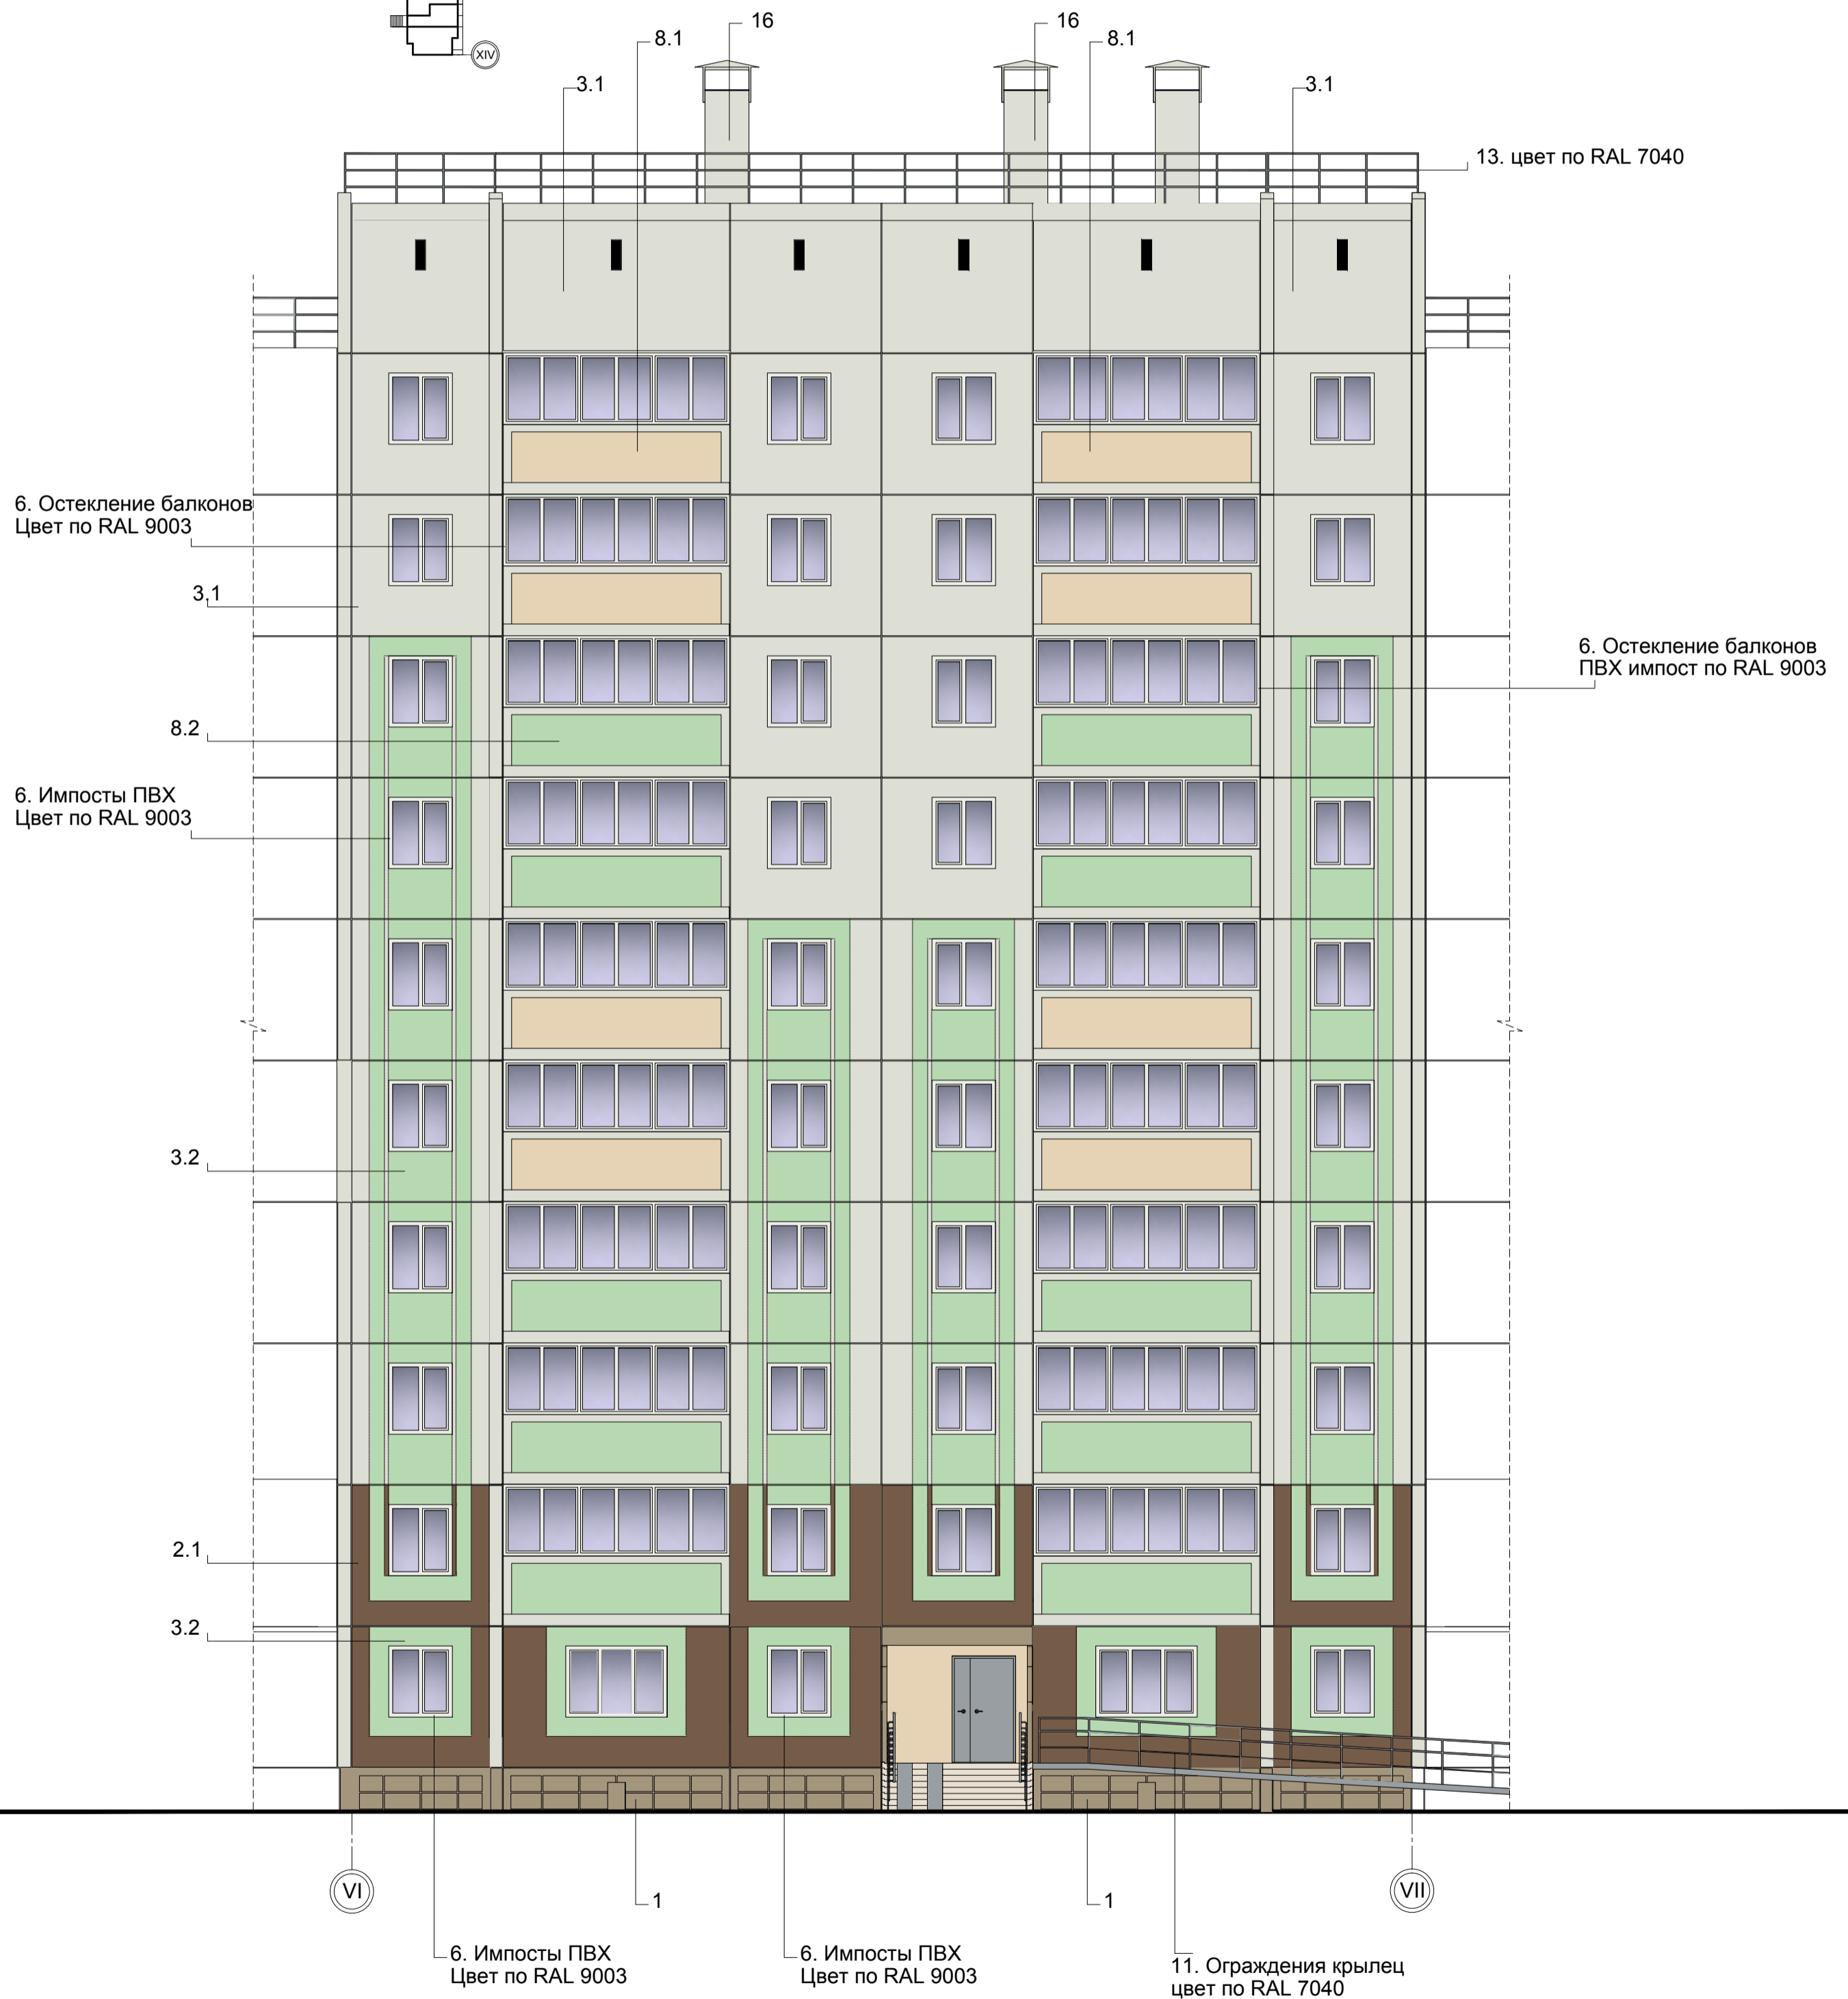 16
16
8.1
8.1
XIV
3.1
3.1
13. цвет по RAL 7040
6. Остекление балконов
Цвет по RAL 9003
3.1
6. Остекление балконов
ПВХ импост по RAL 9003
8.2
6. Импосты ПВХ
Цвет по RAL 9003
3.2
2.1
3.2
VI
VII
1
1
6. Импосты ПВХ
Цвет по RAL 9003
6. Импосты ПВХ
Цвет по RAL 9003
11. Ограждения крылец
цвет по RAL 7040